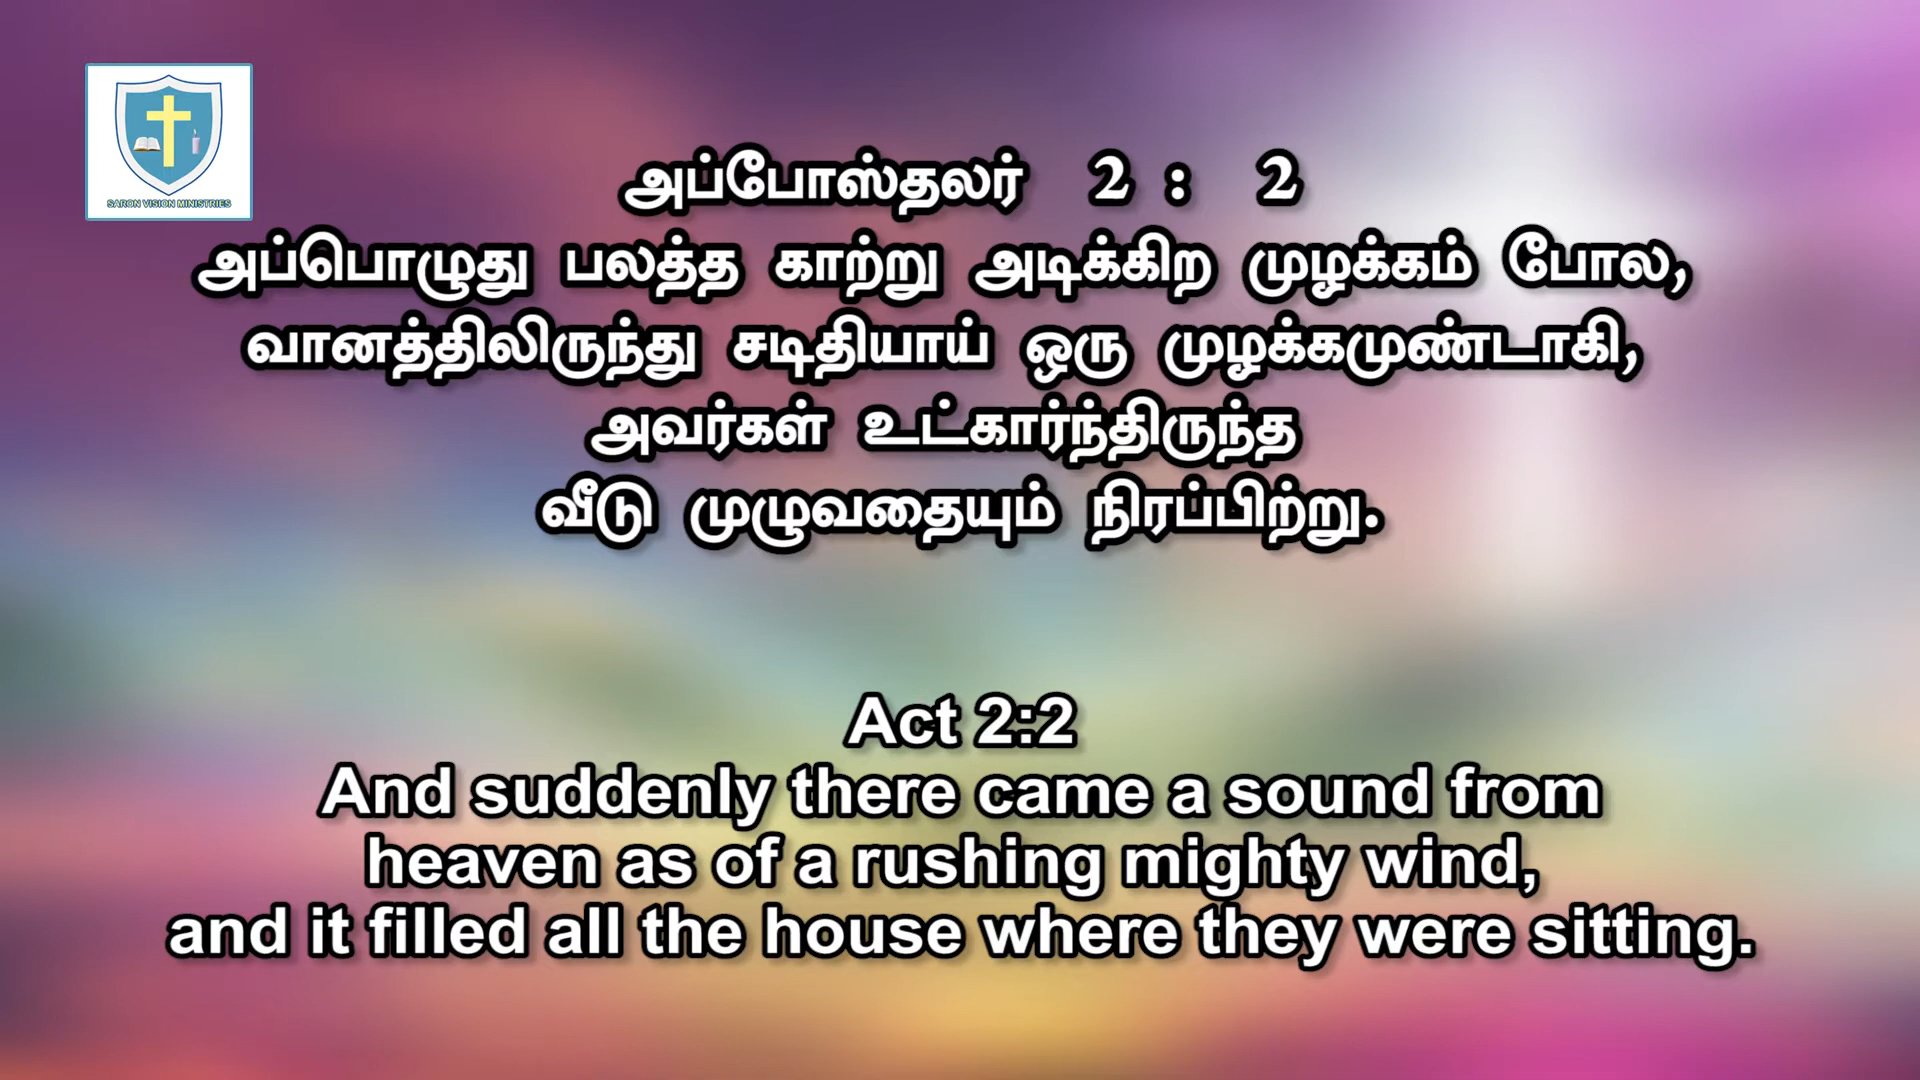 SARON VISION MINISTRIES
அப்போஸ்தலர் 2 : 2
அப்பொழுது பலத்த காற்று அடிக்கிற முழக்கம் போல,
வானத்திலிருந்து சடிதியாய் ஒரு முழக்கமுண்டாகி,
அவர்கள் உட்கார்ந்திருந்த
வீடு முழுவதையும் நிரப்பிற்று.
Act 2:2
And suddenly there came a sound from
heaven as of a rushing mighty wind,
and it filled all the house where they were sitting.